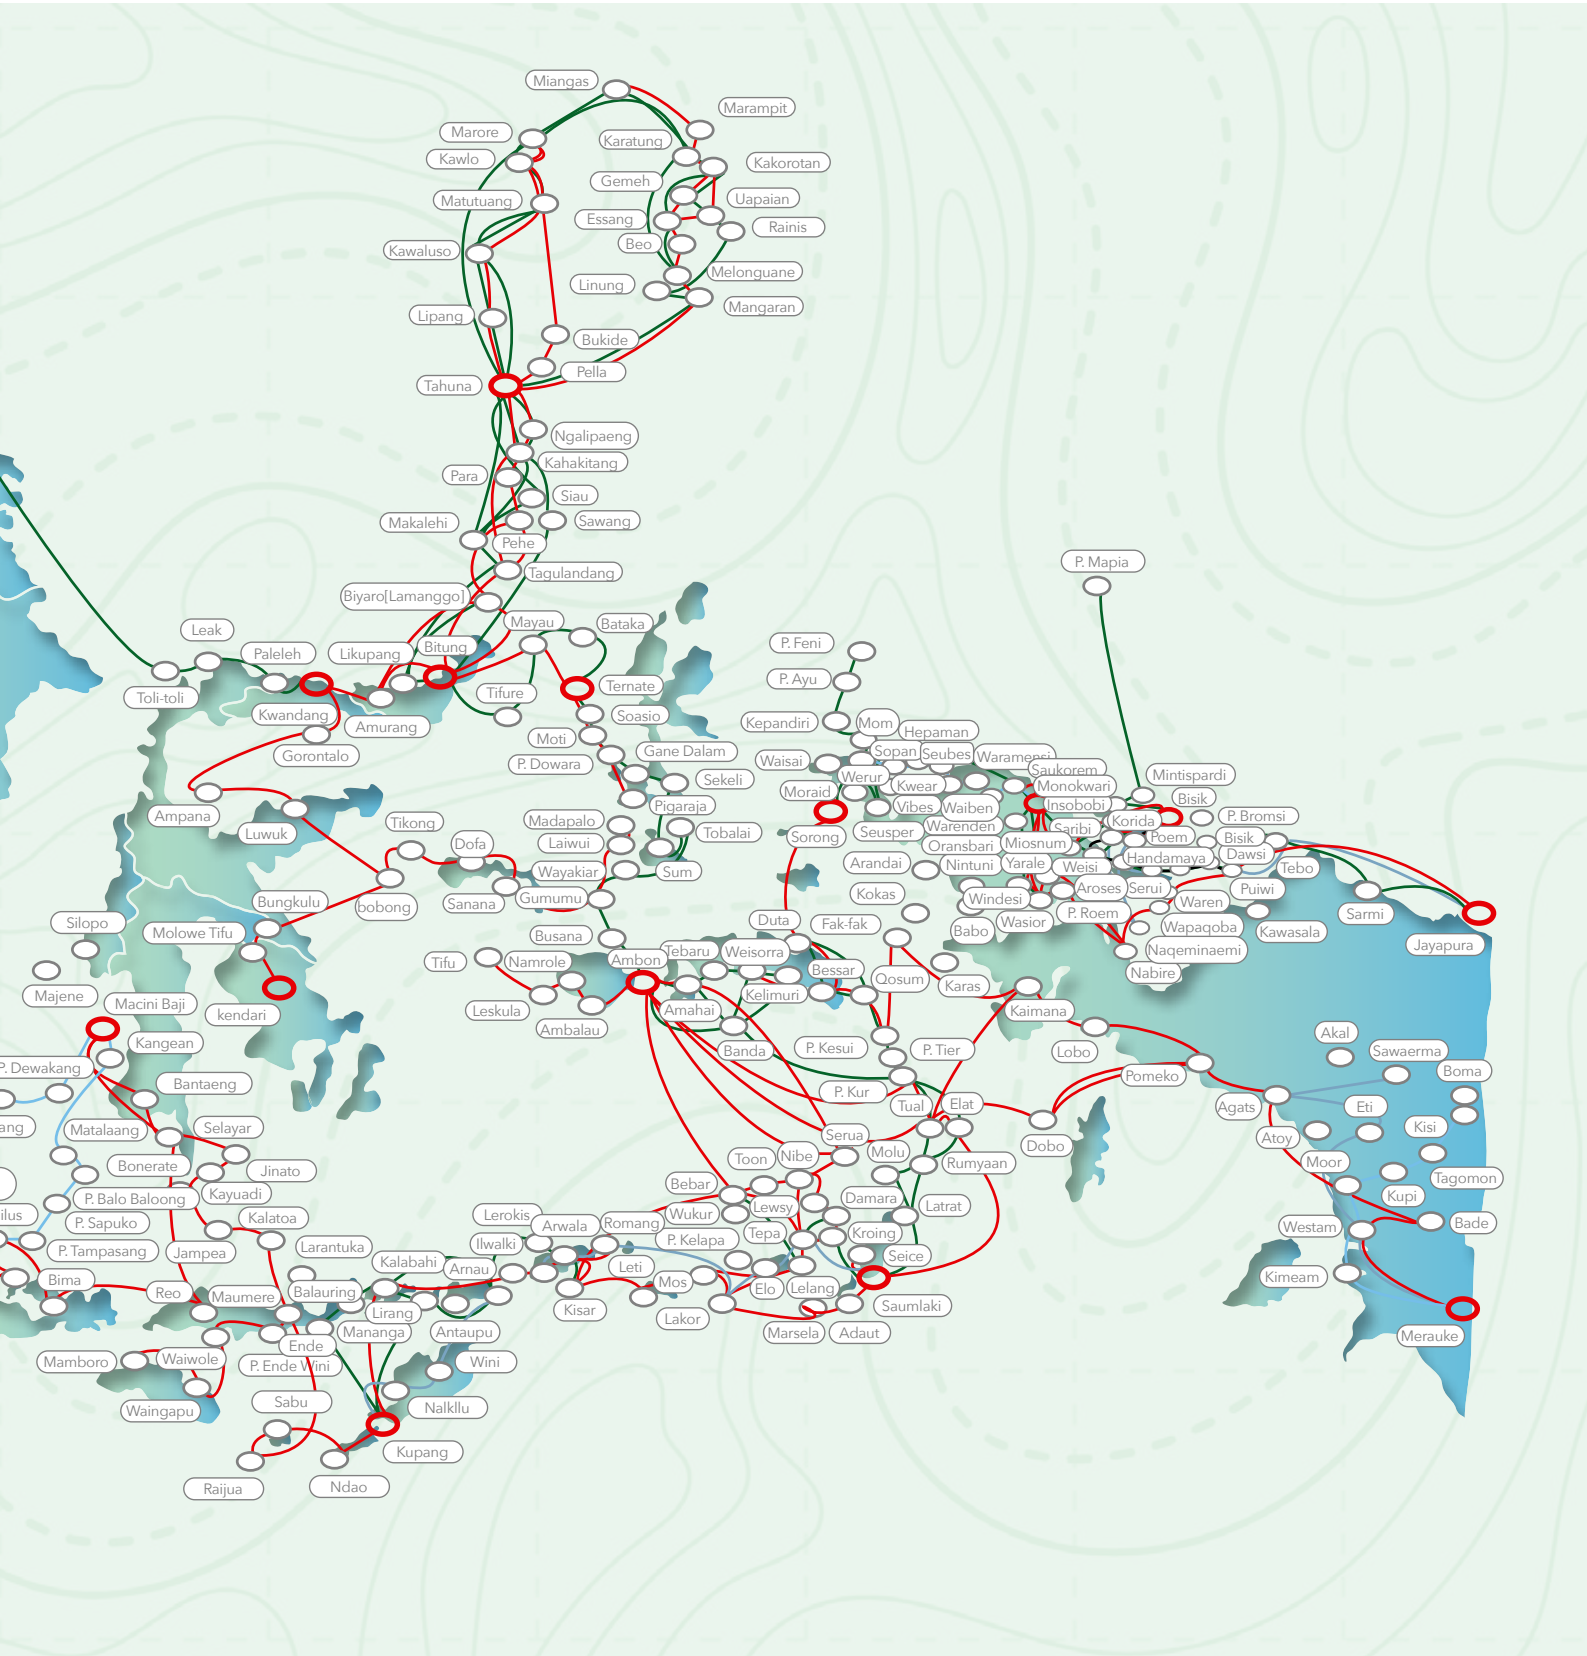 Miangas
Marampit
Marore
Karatung
Kawlo
Kakorotan
Gemeh
Matutuang
Uapaian
Essang
Rainis
Beo
Kawaluso
Melonguane
Linung
Mangaran
Lipang
Bukide
Pella
Tahuna
Ngalipaeng
Kahakitang
Para
Siau
Makalehi
Sawang
Pehe
P. Mapia
Tagulandang
Biyaro[Lamanggo]
Mayau
Bataka
Leak
Paleleh
Likupang
Bitung
P. Feni
P. Ayu
Toli-toli
Tifure
Ternate
Kwandang
Soasio
Amurang
Kepandiri
Mom
Hepaman
Moti
Gorontalo
Gane Dalam
P. Dowara
Waisai
Sopan
Seubes
Waramensi
Saukorem
Mintispardi
Sekeli
Werur
Kwear
Monokwari
Moraid
Bisik
Ampana
Pigaraja
Vibes
Waiben
Insobobi
P. Bromsi
Luwuk
Tikong
Madapalo
Tobalai
Sorong
Seusper
Warenden
Saribi
Korida
Poem
Bisik
Dofa
Laiwui
Oransbari
Miosnum
Handamaya
Dawsi
Wayakiar
Sum
Arandai
Nintuni
Yarale
Weisi
Tebo
Kokas
Aroses
Serui
Puiwi
Bungkulu
bobong
Sanana
Gumumu
Windesi
Waren
Sarmi
Silopo
Duta
Fak-fak
Babo
Wasior
P. Roem
Wapaqoba
Kawasala
Molowe Tifu
Busana
Jayapura
Tifu
Namrole
Ambon
Tebaru
Weisorra
Naqeminaemi
Bessar
Nabire
Majene
Qosum
Karas
Macini Baji
kendari
Leskula
Kelimuri
Amahai
Kaimana
Ambalau
Kangean
Akal
P. Dewakang
Banda
P. Kesui
P. Tier
Lobo
Sawaerma
Boma
Bantaeng
P. Kur
Pomeko
Tual
Elat
Agats
Eti
ang
Matalaang
Selayar
Serua
Dobo
Atoy
Kisi
Toon
Nibe
Molu
Bonerate
Jinato
Rumyaan
Moor
Bebar
Tagomon
P. Balo Baloong
Kayuadi
Damara
Kupi
ilus
P. Sapuko
Kalatoa
Lerokis
Arwala
Romang
Wukur
Lewsy
Latrat
Westam
Bade
P. Tampasang
Jampea
Larantuka
Ilwalki
P. Kelapa
Tepa
Kroing
Kalabahi
Arnau
Leti
Seice
Bima
Mos
Kimeam
Reo
Maumere
Balauring
Elo
Lelang
Lirang
Kisar
Lakor
Saumlaki
Mananga
Antaupu
Marsela
Adaut
Merauke
Ende
Mamboro
Waiwole
P. Ende Wini
Wini
Sabu
Waingapu
Nalkllu
Kupang
Raijua
Ndao